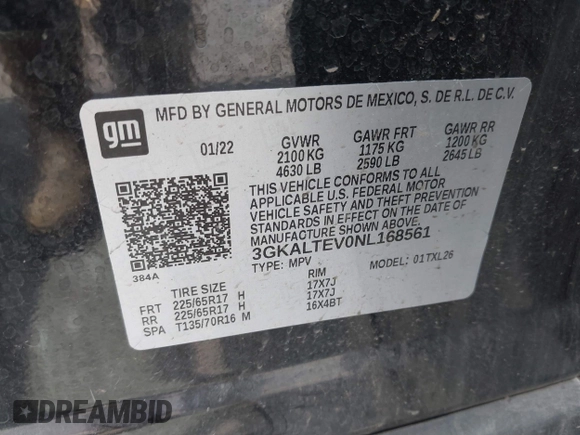 gm
MFD BY GENERAL MOTORS DE MEXICO, S. DE R.L. DE C.V.
01/22 GVWR GAWR FRT GAWR RR
2100 KG 1175 KG 1200 KG
4630 LB 2590 LB 2645 LB
THIS VEHICLE CONFORMS TO ALL
APPLICABLE U.S. FEDERAL MOTOR
VEHICLE SAFETY AND THEFT PREVENTION
STANDARDS IN EFFECT ON THE DATE OF
MANUFACTURE SHOWN ABOVE.
3GKALTEV0NL168561
384A TYPE: MPV MODEL: 01TXL26
TIRE SIZE RIM
FRT 225/65R17 H 17X7J
RR 225/65R17 H 17X7J
SPA T135/70R16 M 16X4BT
DREAMBID